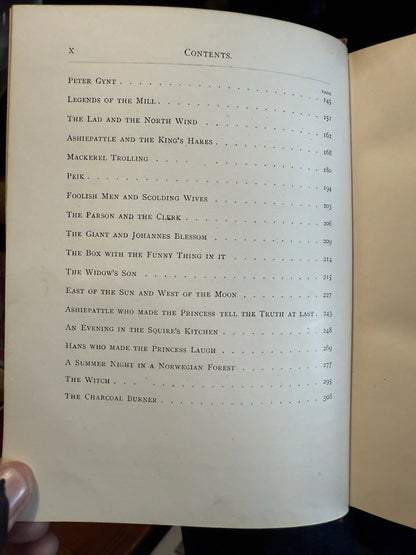 x CONTENTS.
PAGE
PETER GYNT . . . . . . . . . . . . 145
LEGENDS OF THE MILL . . . . . . . . . . . . 151
THE LAD AND THE NORTH WIND . . . . . . . . . . 162
ASHIEPATTLE AND THE KING'S HARES . . . . . . . . . 168
MACKEREL TROLLING . . . . . . . . . . . . 180
PEIK . . . . . . . . . . . . . . . 194
FOOLISH MEN AND SCOLDING WIVES . . . . . . . . . 203
THE PARSON AND THE CLERK . . . . . . . . . . 206
THE GIANT AND JOHANNES BLESSOM . . . . . . . . . 209
THE BOX WITH THE FUNNY THING IN IT . . . . . . . . 214
THE WIDOW'S SON . . . . . . . . . . . . 215
EAST OF THE SUN AND WEST OF THE MOON . . . . . . . 227
ASHIEPATTLE WHO MADE THE PRINCESS TELL THE TRUTH AT LAST . 243
AN EVENING IN THE SQUIRE'S KITCHEN . . . . . . . . 248
HANS WHO MADE THE PRINCESS LAUGH . . . . . . . . 269
A SUMMER NIGHT IN A NORWEGIAN FOREST . . . . . . . 277
THE WITCH . . . . . . . . . . . . . 295
THE CHARCOAL BURNER . . . . . . . . . . . 308